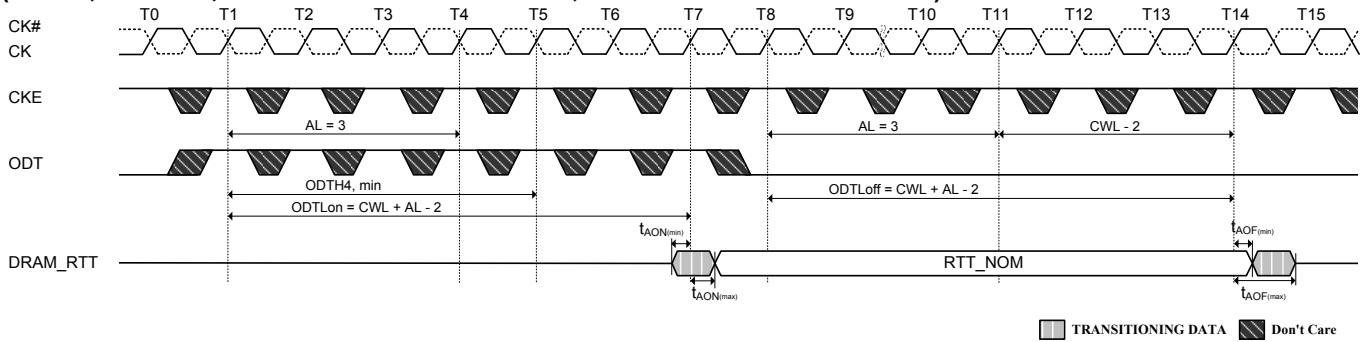 T0 T1 T2 T3 T4 T5 T6 T7 T8 T9 T10 T11 T12 T13 T14 T15
CK#
CK
CKE
AL = 3 AL = 3 CWL - 2
ODT
ODTH4, min ODTLoff = CWL + AL - 2
ODTLon = CWL + AL - 2
tAON(min) tAOF(min)
DRAM_RTT RTT_NOM
tAON(max) tAOF(max)
TRANSITIONING DATA Don't Care